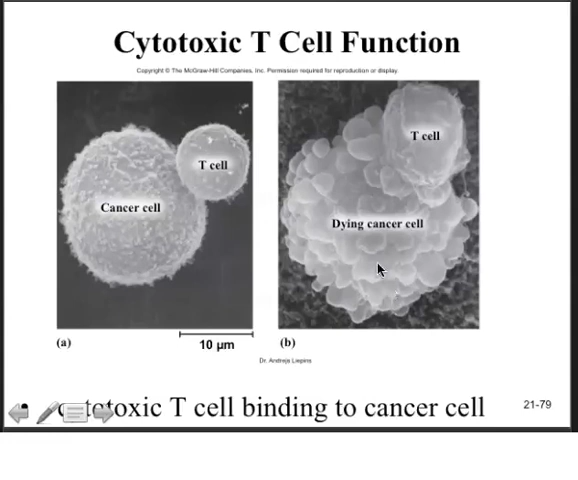 Cytotoxic T Cell Function
Copyright © The McGraw-Hill Companies, Inc. Permission required for reproduction or display.
T cell
Cancer cell
T cell
Dying cancer cell
(a)
10 µm
(b)
Dr. Andrejs Liepins
cytotoxic T cell binding to cancer cell
21-79